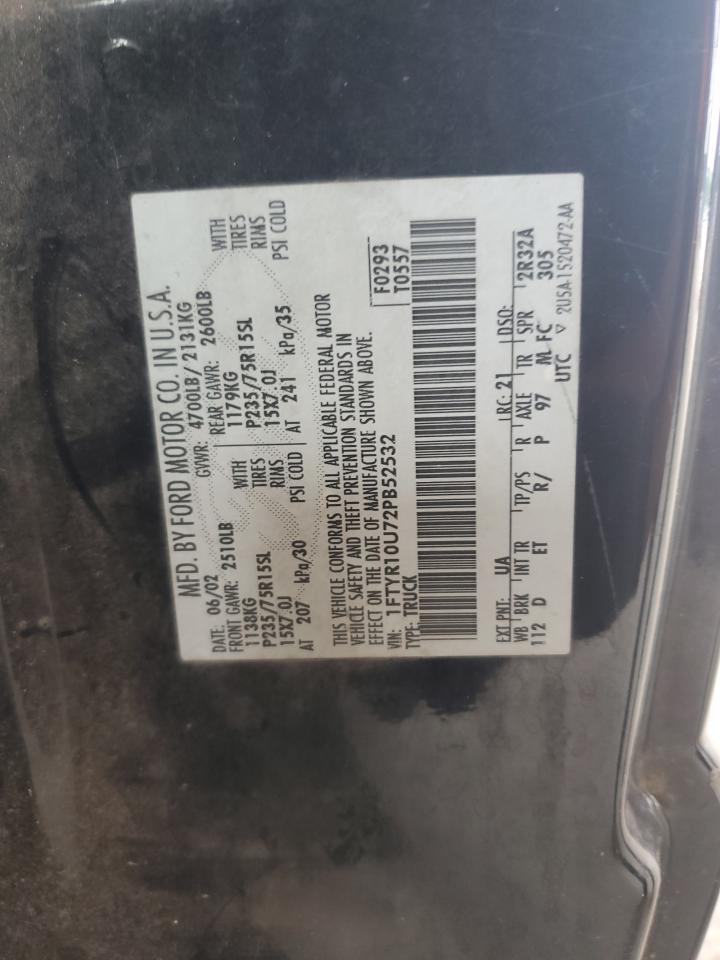 MFD. BY FORD MOTOR CO. IN U.S.A.
DATE: 06/02 GVWR: 4700LB/2131KG
FRONT GAWR: 2510LB REAR GAWR: 2600LB
1138KG WITH 1179KG WITH
P235/75R15SL TIRES P235/75R15SL TIRES
15X7.0J RIMS 15X7.0J RIMS
AT 207 kPa/30 PSI COLD AT 241 kPa/35 PSI COLD
THIS VEHICLE CONFORMS TO ALL APPLICABLE FEDERAL MOTOR
VEHICLE SAFETY AND THEFT PREVENTION STANDARDS IN
EFFECT ON THE DATE OF MANUFACTURE SHOWN ABOVE.
VIN: 1FTYR10U72PB52532 F0293
TYPE: TRUCK T0557
EXT PNT: UA RC: 21 DSO:
WB BRK INT TR TP/PS R AXLE TR SPR 2R32A
112 D ET R/ P 97 M FC 305
UTC ▽ 2U5A-1520472-AA